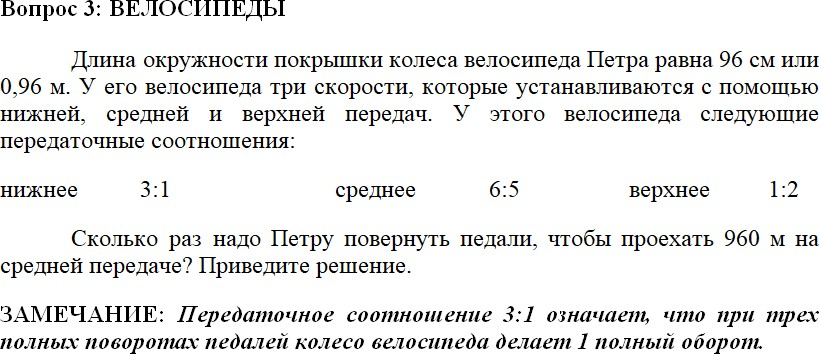 Вопрос 3: ВЕЛОСИПЕДЫ
Длина окружности покрышки колеса велосипеда Петра равна 96 см или
0,96 м. У его велосипеда три скорости, которые устанавливаются с помощью
нижней, средней и верхней передач. У этого велосипеда следующие
передаточные соотношения:
нижнее 3:1 среднее 6:5 верхнее 1:2
Сколько раз надо Петру повернуть педали, чтобы проехать 960 м на
средней передаче? Приведите решение.
ЗАМЕЧАНИЕ: Передаточное соотношение 3:1 означает, что при трех
полных поворотах педалей колесо велосипеда делает 1 полный оборот.